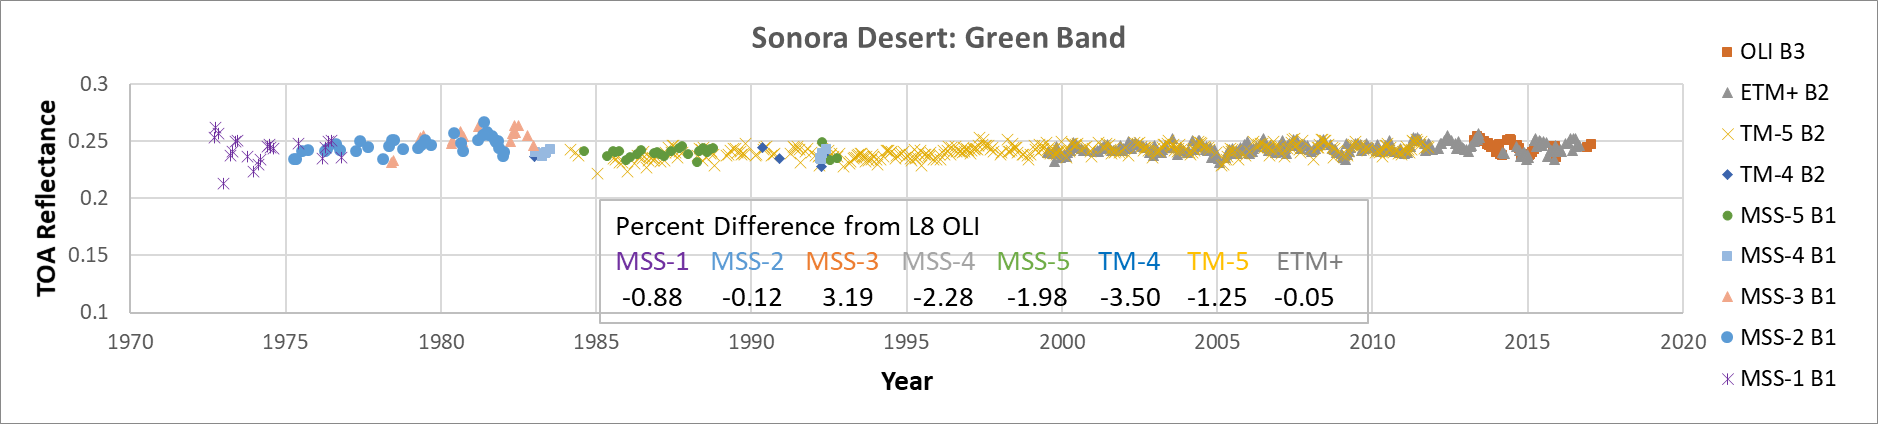 Sonora Desert: Green Band
TOA Reflectance
0.3
0.25
0.2
0.15
0.1
Percent Difference from L8 OLI
MSS-1 MSS-2 MSS-3 MSS-4 MSS-5 TM-4 TM-5 ETM+
-0.88 -0.12 3.19 -2.28 -1.98 -3.50 -1.25 -0.05
1970 1975 1980 1985 1990 1995 2000 2005 2010 2015 2020
Year
OLI B3
ETM+ B2
TM-5 B2
TM-4 B2
MSS-5 B1
MSS-4 B1
MSS-3 B1
MSS-2 B1
MSS-1 B1